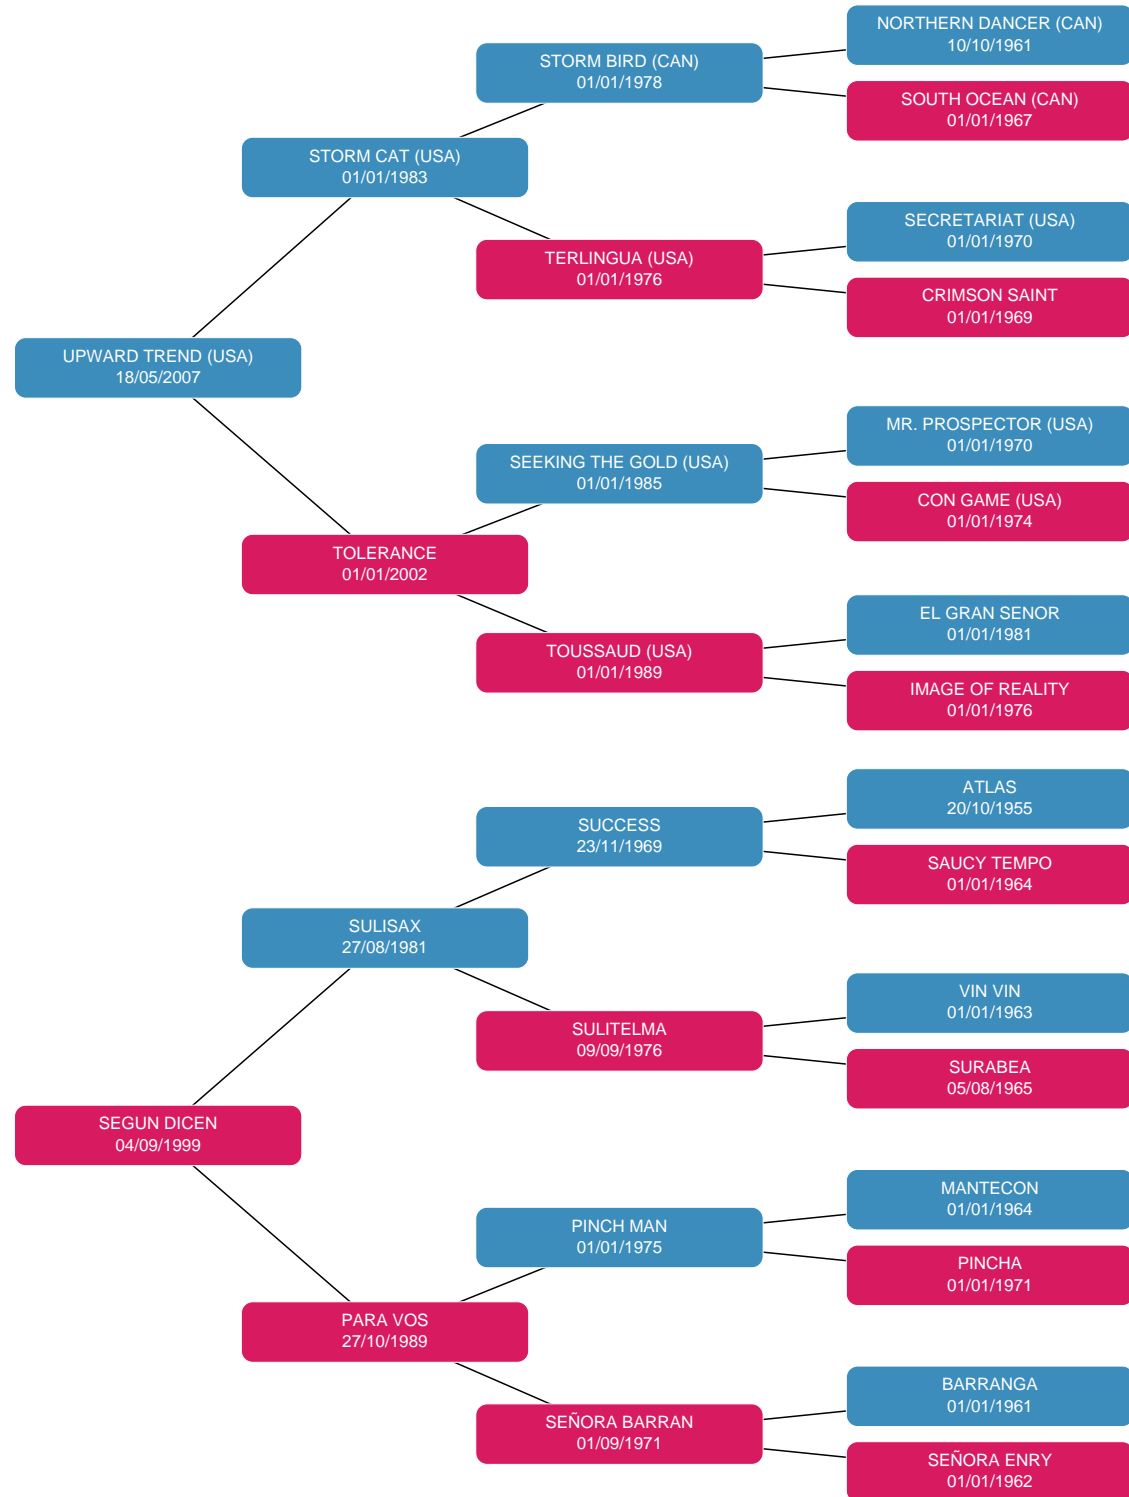 NORTHERN DANCER (CAN)
10/10/1961
STORM BIRD (CAN)
01/01/1978
SOUTH OCEAN (CAN)
01/01/1967
STORM CAT (USA)
01/01/1983
SECRETARIAT (USA)
01/01/1970
TERLINGUA (USA)
01/01/1976
CRIMSON SAINT
01/01/1969
UPWARD TREND (USA)
18/05/2007
MR. PROSPECTOR (USA)
01/01/1970
SEEKING THE GOLD (USA)
01/01/1985
CON GAME (USA)
01/01/1974
TOLERANCE
01/01/2002
EL GRAN SENOR
01/01/1981
TOUSSAUD (USA)
01/01/1989
IMAGE OF REALITY
01/01/1976
ATLAS
20/10/1955
SUCCESS
23/11/1969
SAUCY TEMPO
01/01/1964
SULISAX
27/08/1981
VIN VIN
01/01/1963
SULITELMA
09/09/1976
SURABEA
05/08/1965
SEGUN DICEN
04/09/1999
MANTECON
01/01/1964
PINCH MAN
01/01/1975
PINCHA
01/01/1971
PARA VOS
27/10/1989
BARRANGA
01/01/1961
SEÑORA BARRAN
01/09/1971
SEÑORA ENRY
01/01/1962